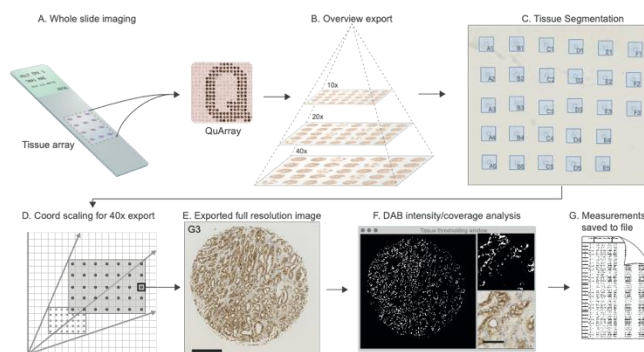 A. Whole slide imaging
B. Overview export
C. Tissue Segmentation
Tissue array
QuArray
10x
20x
40x
A1 B1 C1 D1 E1 F1
A2 B2 C2 D2 E2 F2
A3 B3 C3 D3 E3 F3
A4 B4 C4 D4 E4
A5 B5 C5 D5 E5
D. Coord scaling for 40x export
E. Exported full resolution image
F. DAB intensity/coverage analysis
G. Measurements
saved to file
G3
Tissue thresholding window